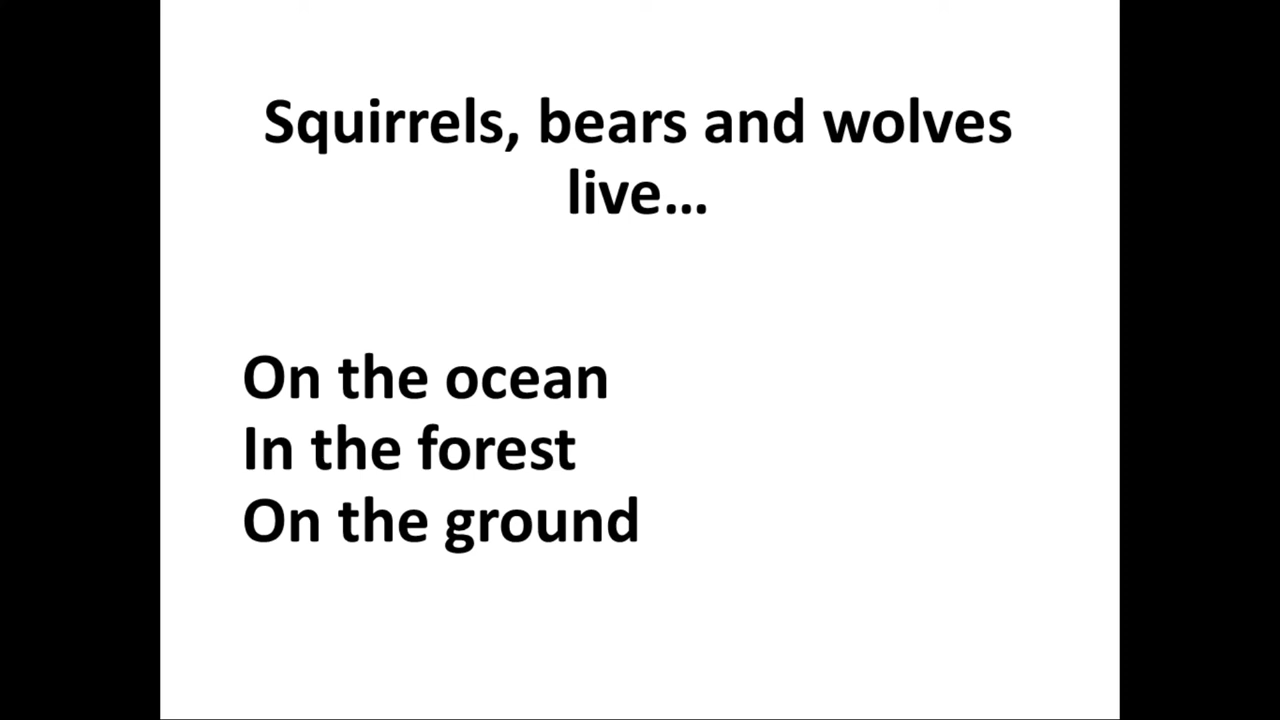 Squirrels, bears and wolves
live...
On the ocean
In the forest
On the ground